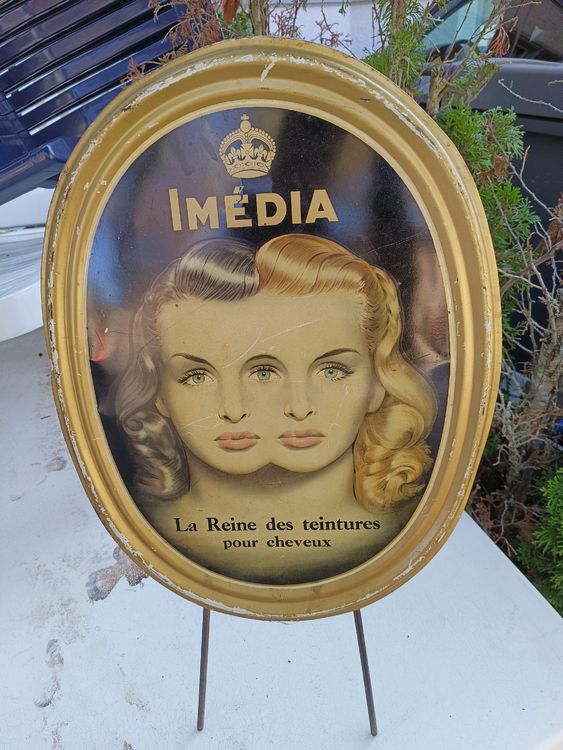 IMÉDIA
La Reine des teintures
pour cheveux